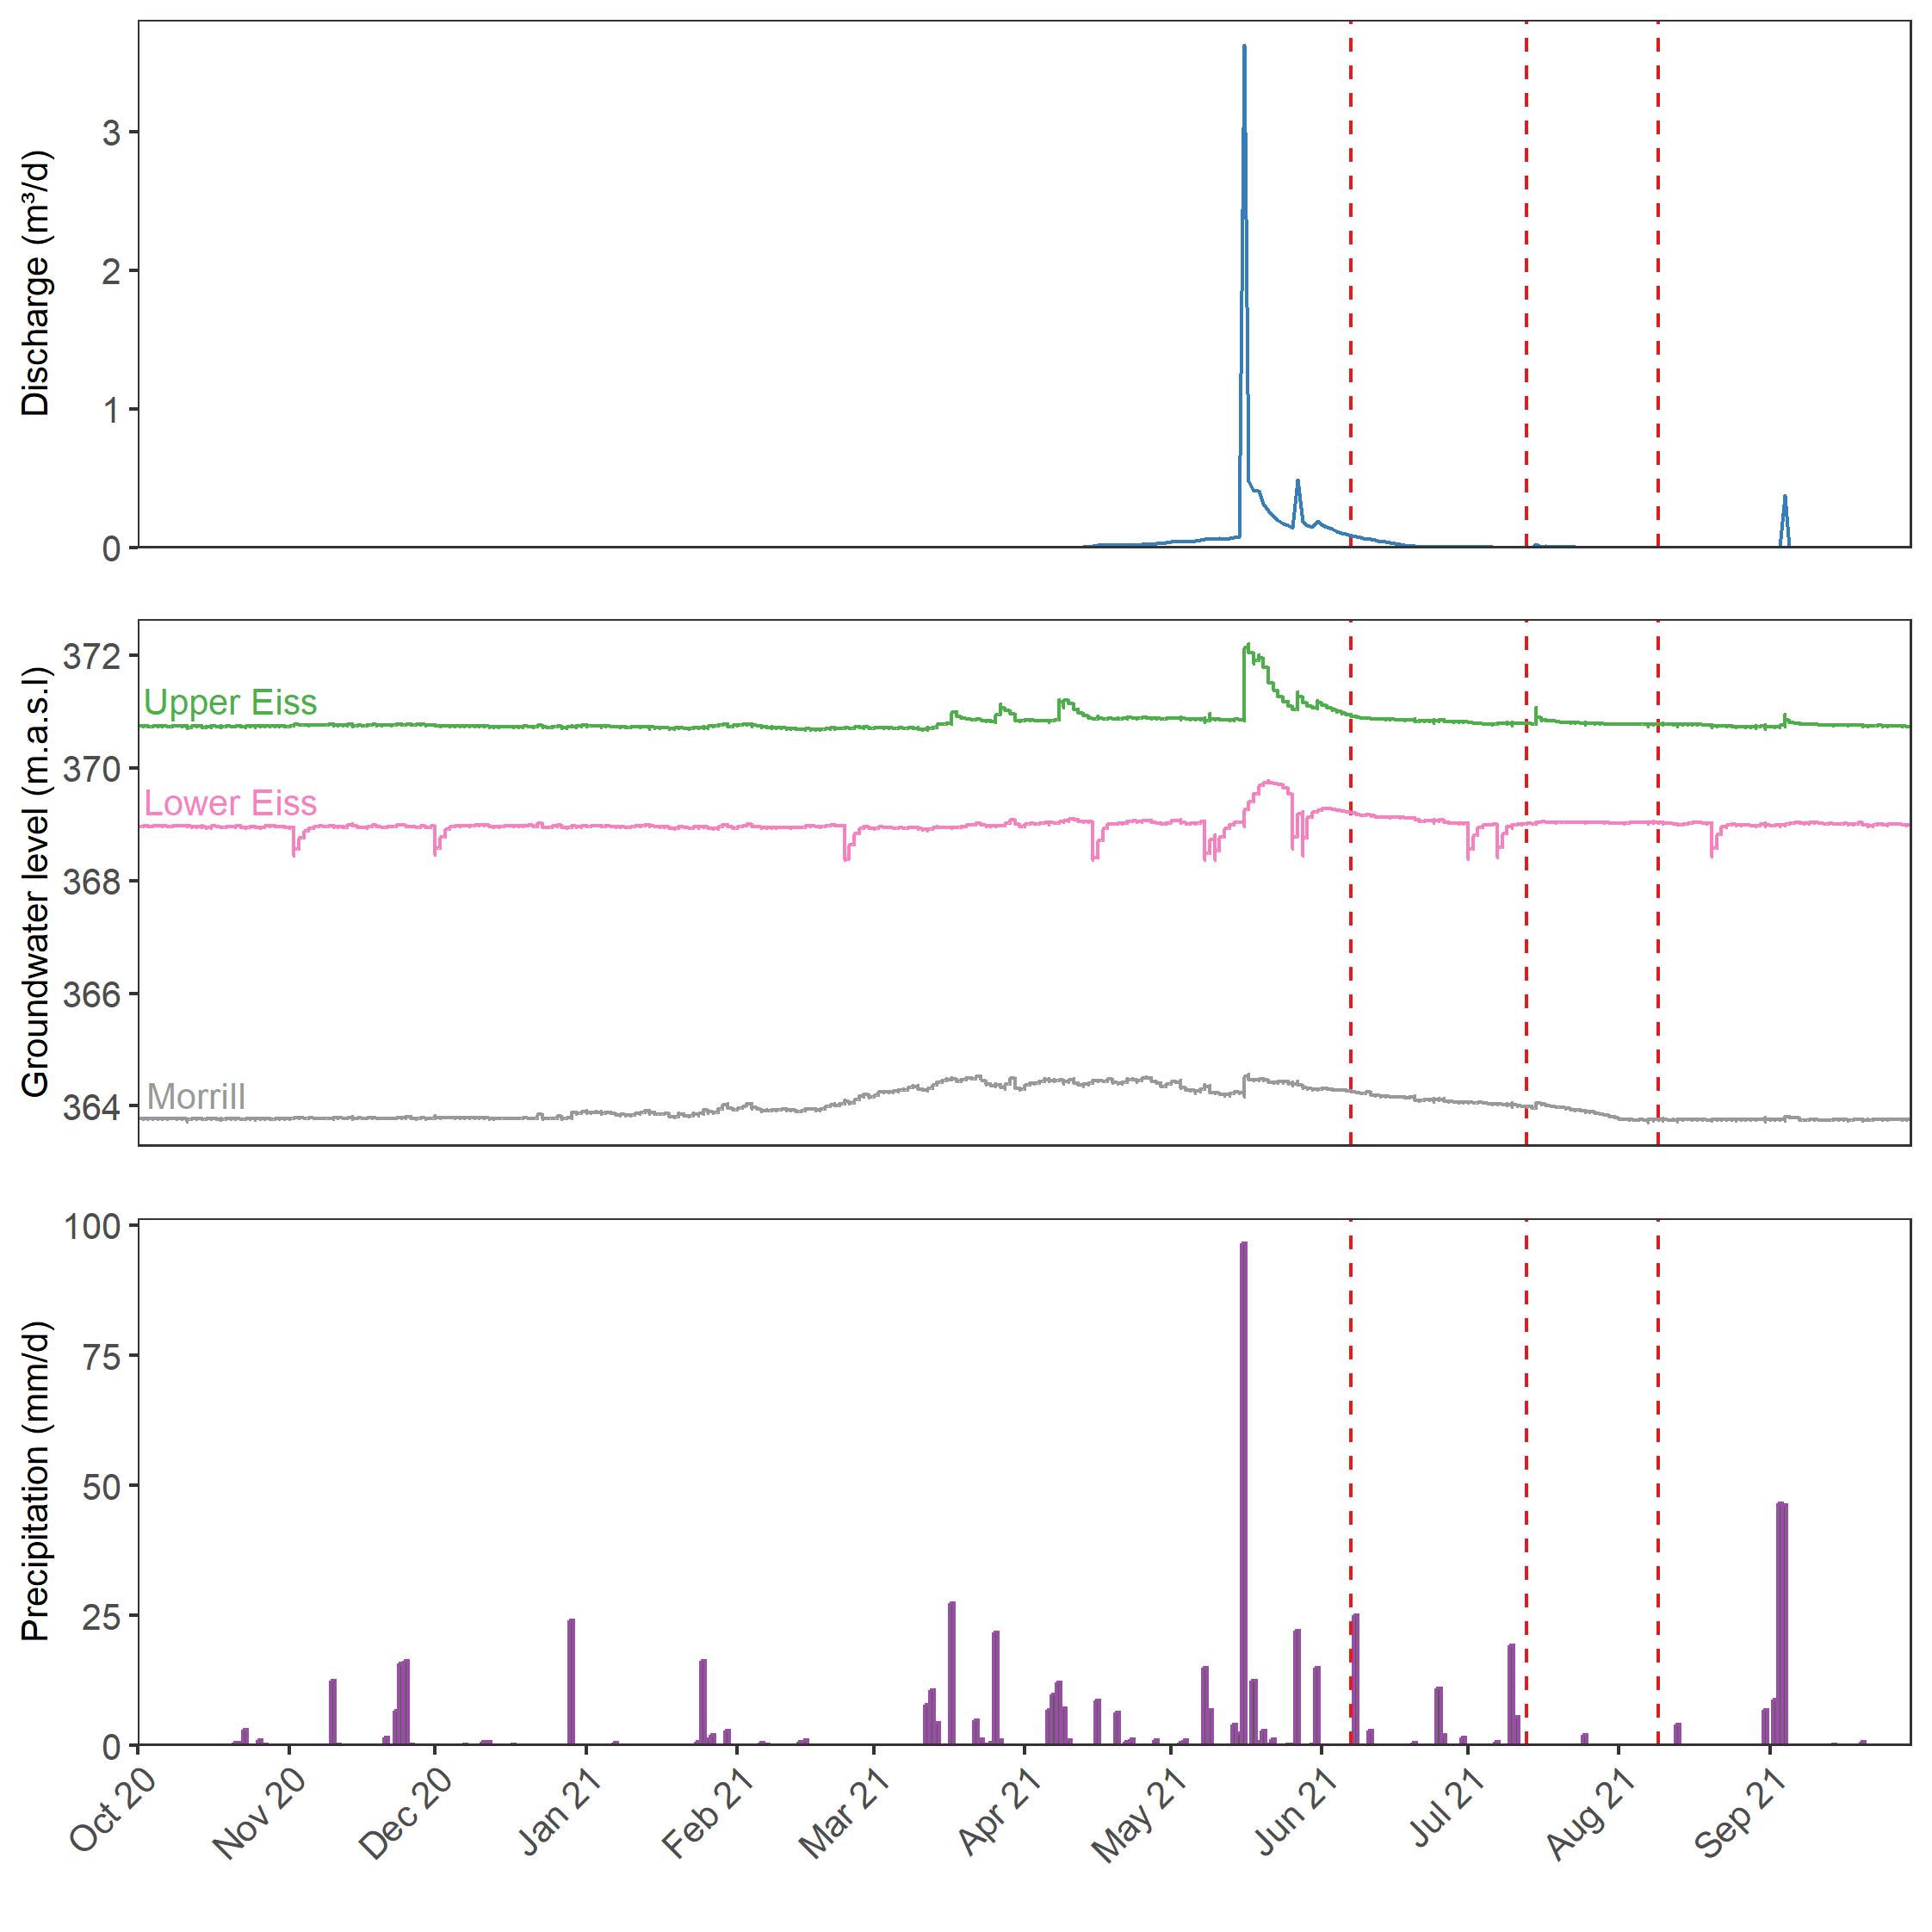 Discharge (m³/d)
3
2
1
0
Groundwater level (m.a.s.l)
372
370
368
366
364
Upper Eiss
Lower Eiss
Morrill
Precipitation (mm/d)
100
75
50
25
0
Oct 20
Nov 20
Dec 20
Jan 21
Feb 21
Mar 21
Apr 21
May 21
Jun 21
Jul 21
Aug 21
Sep 21